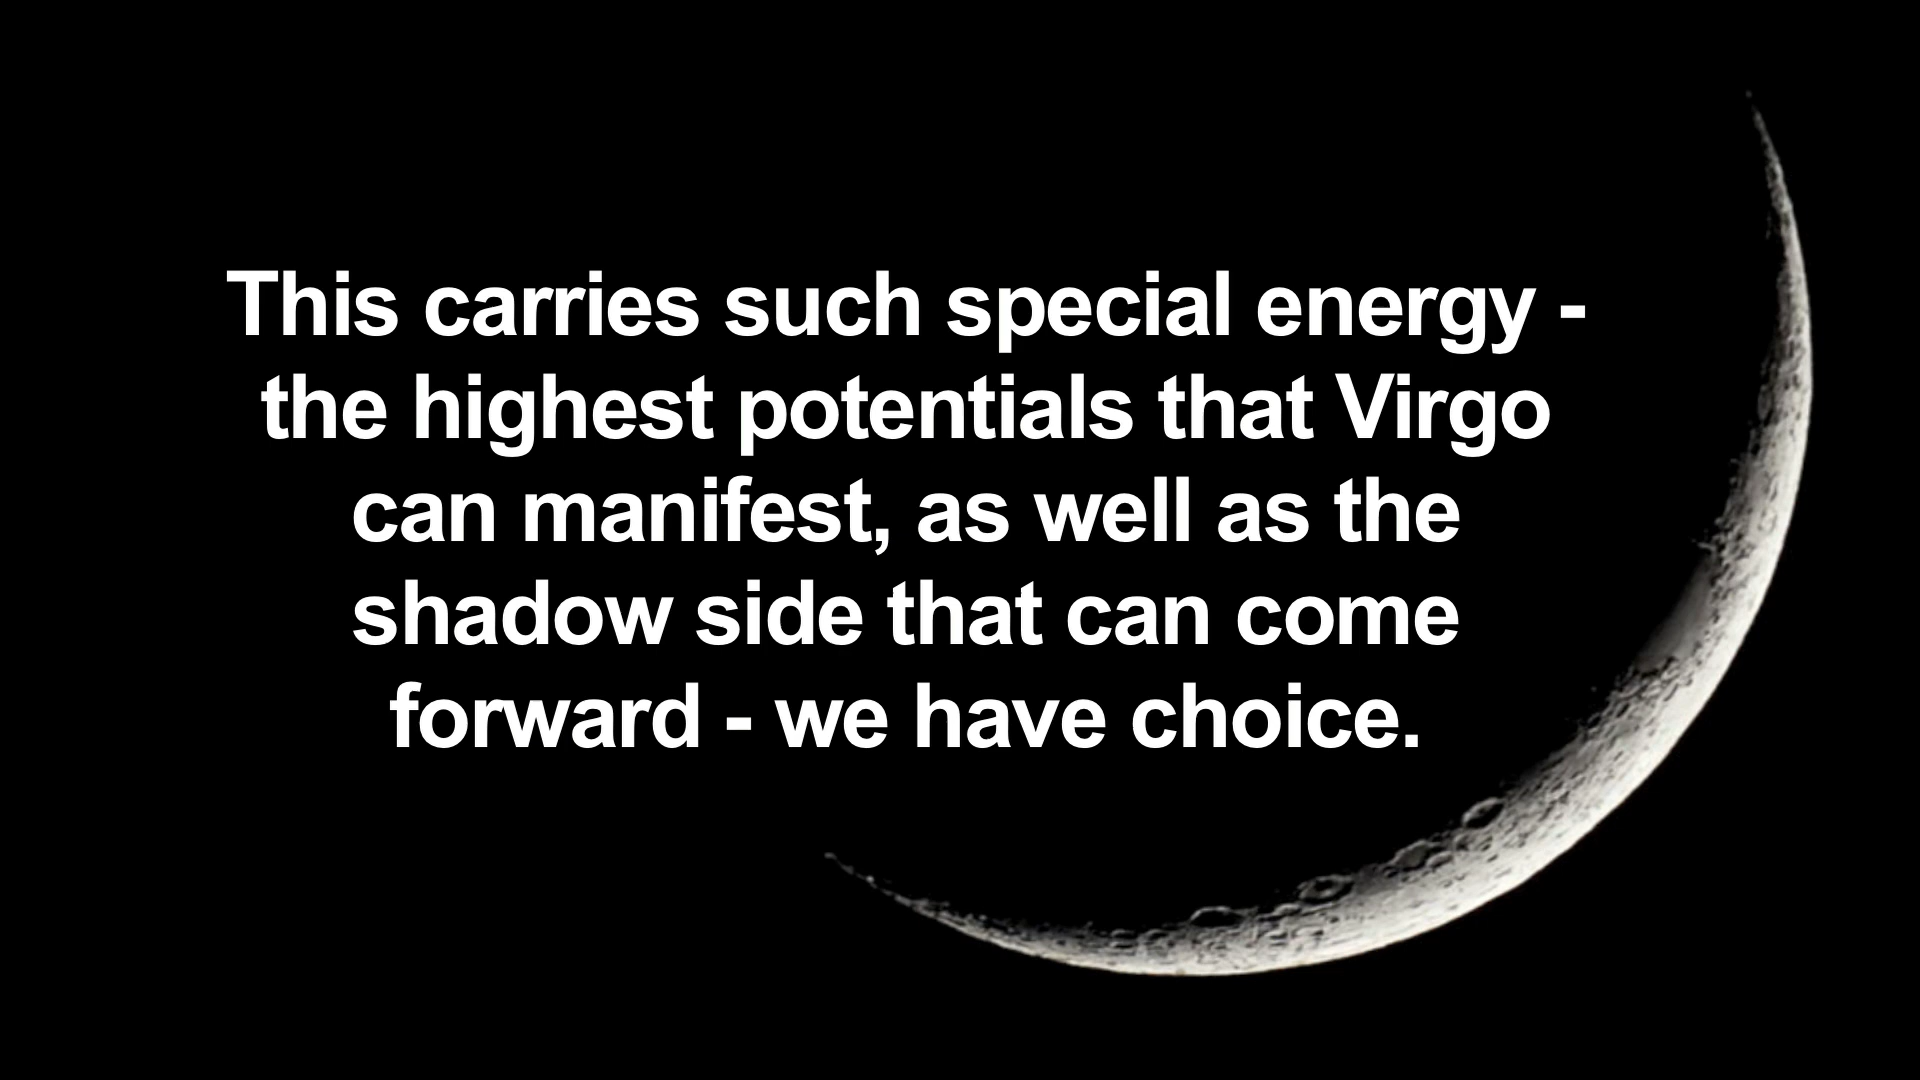 This carries such special energy -
the highest potentials that Virgo
can manifest, as well as the
shadow side that can come
forward - we have choice.